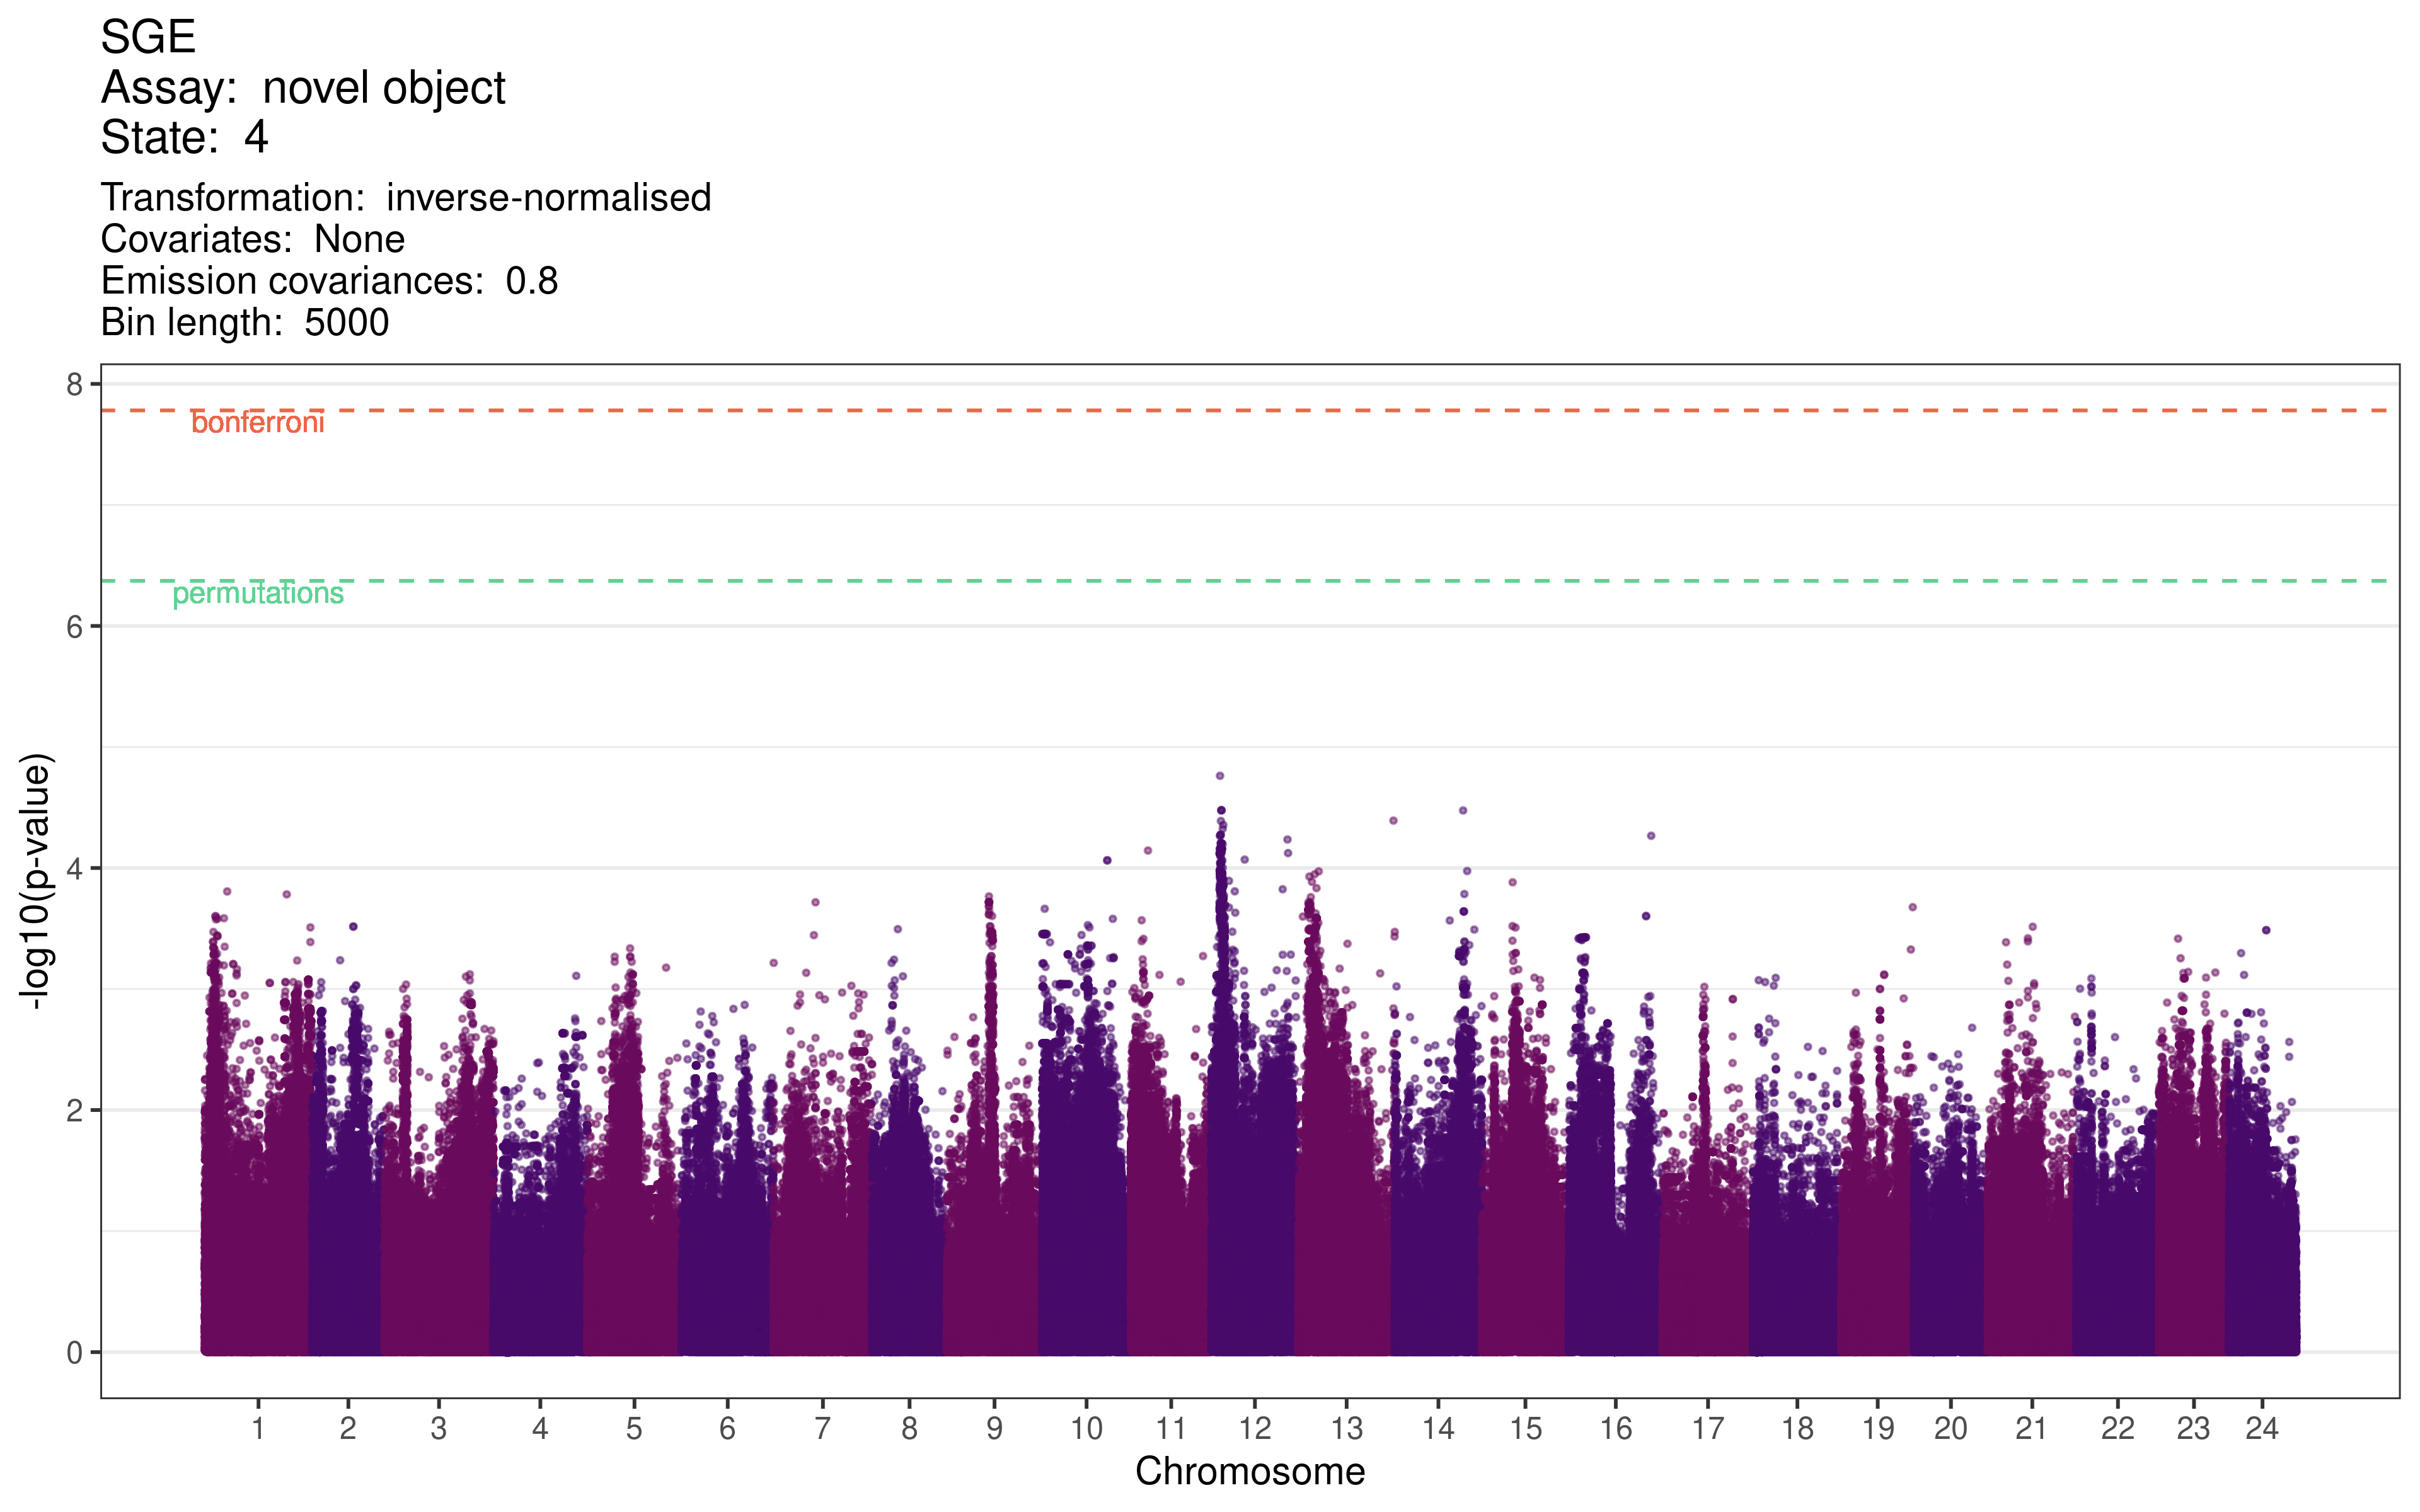 SGE
Assay:  novel object
State:  4
Transformation:  inverse-normalised
Covariates:  None
Emission covariances:  0.8
Bin length:  5000
8
bonferroni
permutations
6
4
2
0
-log10(p-value)
1 2 3 4 5 6 7 8 9 10 11 12 13 14 15 16 17 18 19 20 21 22 23 24
Chromosome